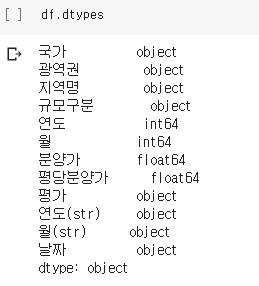 [ ] df.dtypes
국가 object
광역권 object
지역명 object
규모구분 object
연도 int64
월 int64
분양가 float64
평당분양가 float64
평가 object
연도(str) object
월(str) object
날짜 object
dtype: object